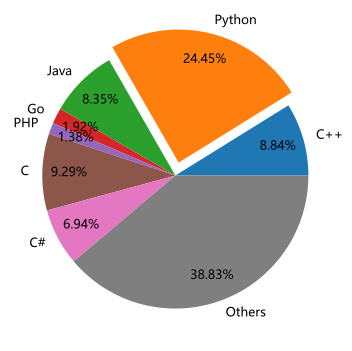 Python
24.45%
Java
8.35%
C++
8.84%
Go
1.92%
PHP
1.38%
C
9.29%
C#
6.94%
38.83%
Others